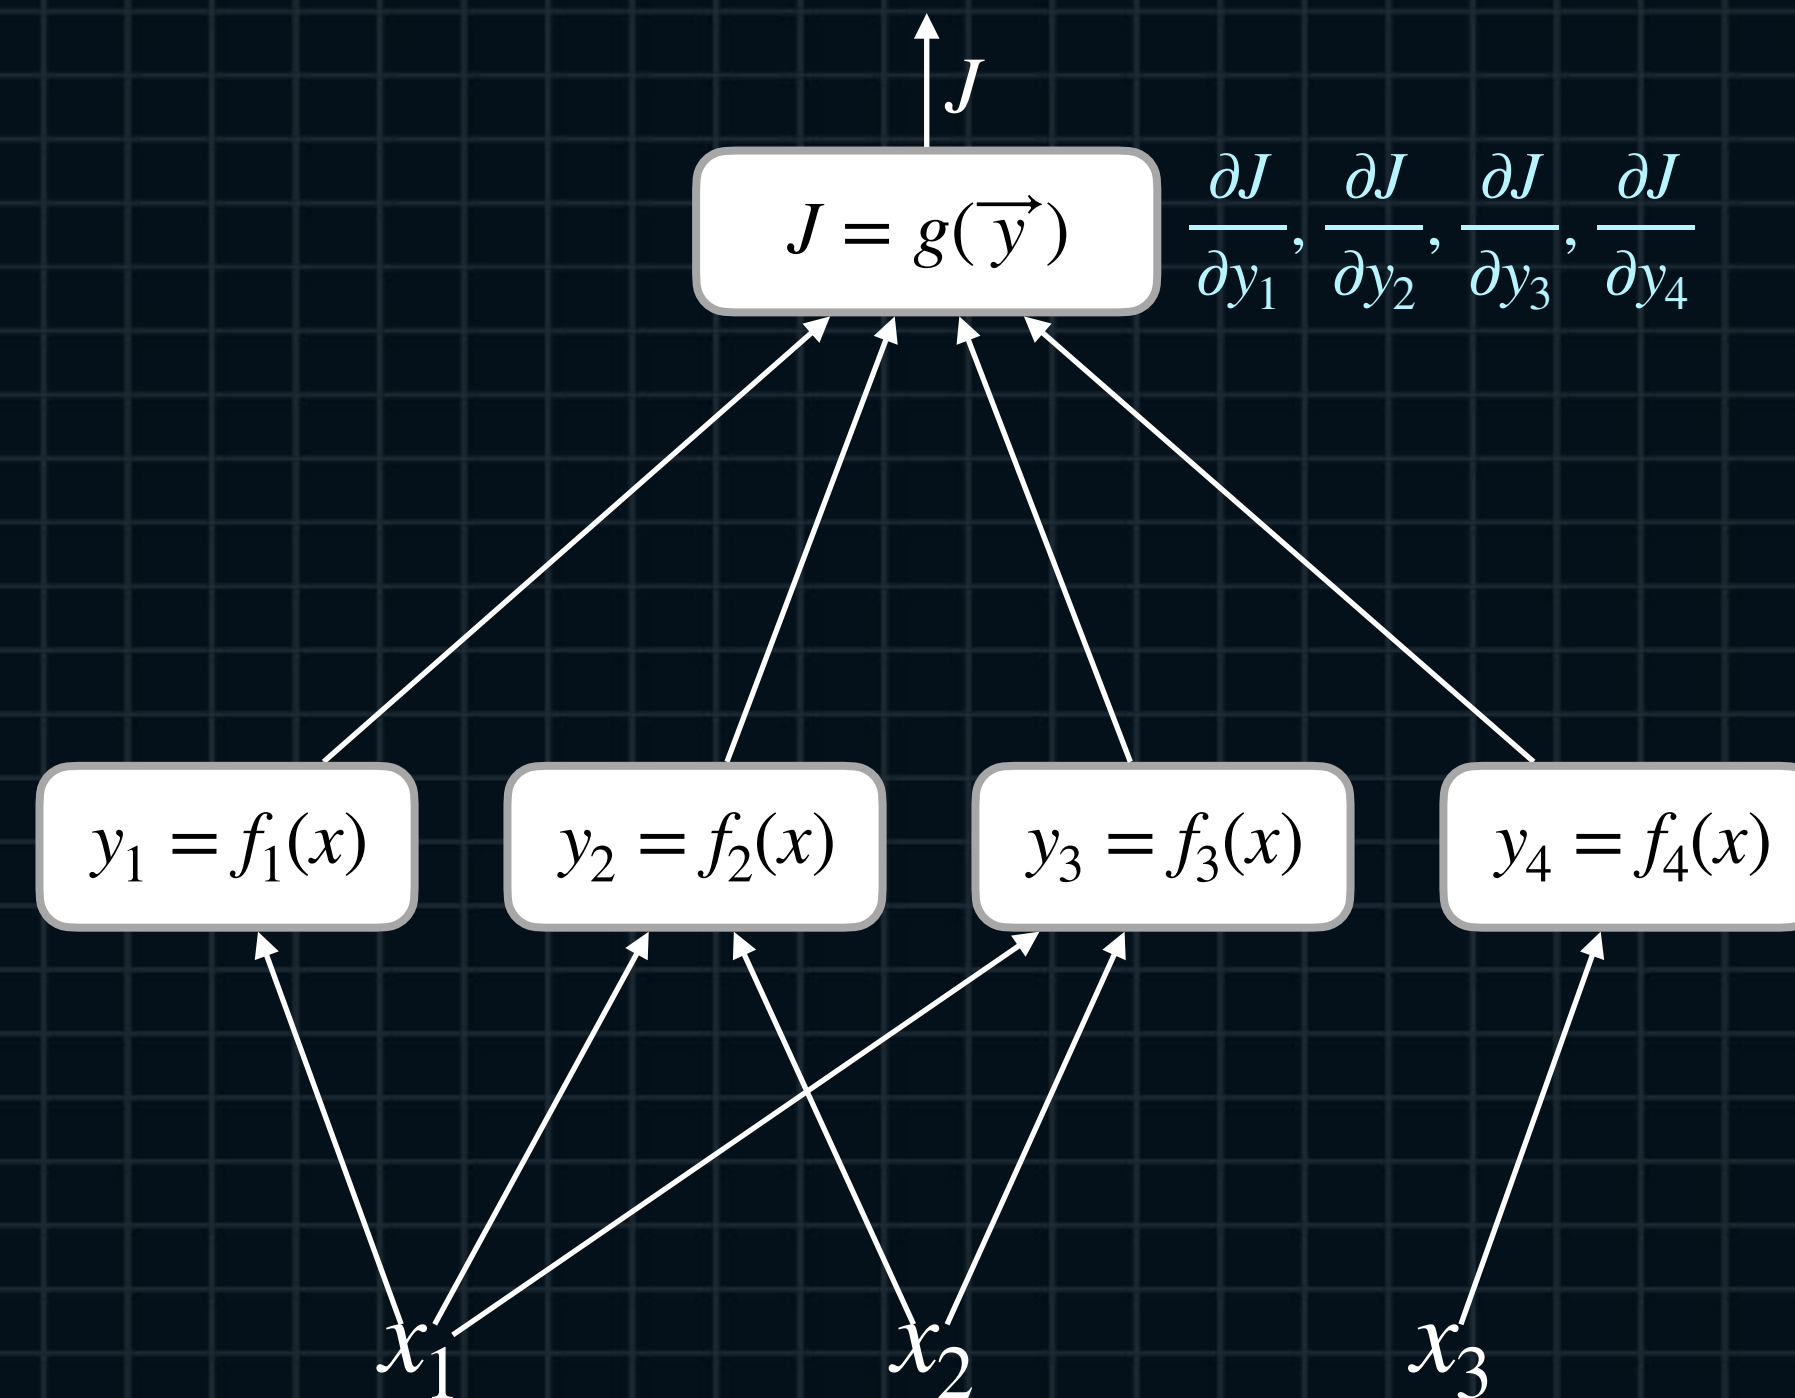 J
J = g(y⃗)
∂J/∂y₁, ∂J/∂y₂, ∂J/∂y₃, ∂J/∂y₄
y₁ = f₁(x)
y₂ = f₂(x)
y₃ = f₃(x)
y₄ = f₄(x)
x₁
x₂
x₃